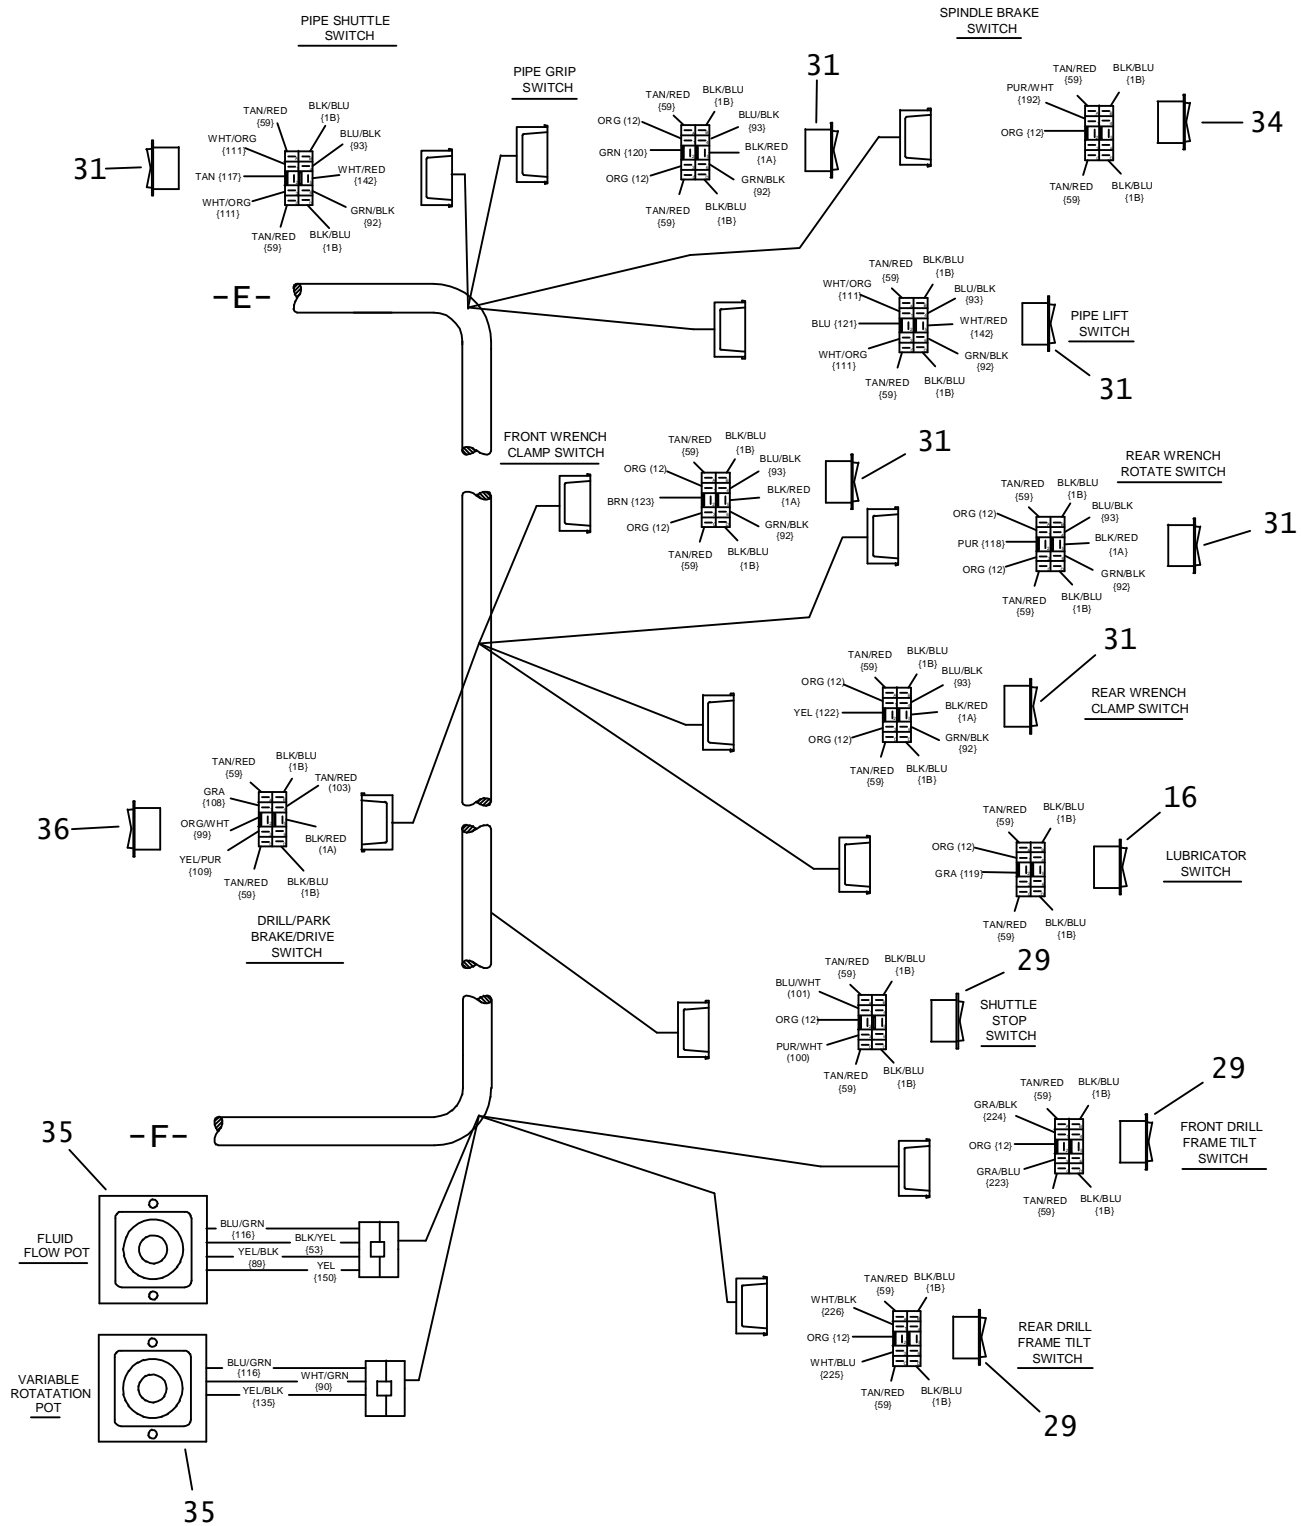 PIPE SHUTTLE
SWITCH
TAN/RED
{59}
BLK/BLU
{1B}
WHT/ORG
{111}
BLU/BLK
{93}
31
TAN {117}
WHT/RED
{142}
WHT/ORG
{111}
GRN/BLK
{92}
TAN/RED
{59}
BLK/BLU
{1B}
PIPE GRIP
SWITCH
31
TAN/RED
{59}
BLK/BLU
{1B}
ORG (12)
BLU/BLK
{93}
GRN {120}
BLK/RED
{1A}
ORG (12)
GRN/BLK
{92}
TAN/RED
{59}
BLK/BLU
{1B}
SPINDLE BRAKE
SWITCH
TAN/RED
{59}
BLK/BLU
{1B}
PUR/WHT
{192}
ORG {12}
34
TAN/RED
{59}
BLK/BLU
{1B}
-E-
TAN/RED
{59}
BLK/BLU
{1B}
WHT/ORG
{111}
BLU/BLK
{93}
BLU {121}
WHT/RED
{142}
WHT/ORG
{111}
GRN/BLK
{92}
TAN/RED
{59}
BLK/BLU
{1B}
PIPE LIFT
SWITCH
31
FRONT WRENCH
CLAMP SWITCH
31
TAN/RED
{59}
BLK/BLU
{1B}
ORG (12)
BLU/BLK
{93}
BRN {123}
BLK/RED
{1A}
ORG (12)
GRN/BLK
{92}
TAN/RED
{59}
BLK/BLU
{1B}
REAR WRENCH
ROTATE SWITCH
TAN/RED
{59}
BLK/BLU
{1B}
ORG (12)
BLU/BLK
{93}
PUR {118}
BLK/RED
{1A}
31
ORG (12)
GRN/BLK
{92}
TAN/RED
{59}
BLK/BLU
{1B}
31
TAN/RED
{59}
BLK/BLU
{1B}
ORG (12)
BLU/BLK
{93}
YEL {122}
BLK/RED
{1A}
ORG (12)
GRN/BLK
{92}
TAN/RED
{59}
BLK/BLU
{1B}
REAR WRENCH
CLAMP SWITCH
TAN/RED
{59}
BLK/BLU
{1B}
GRA
{108}
TAN/RED
(103)
36
ORG/WHT
{99}
BLK/RED
(1A)
YEL/PUR
{109}
TAN/RED
{59}
BLK/BLU
{1B}
DRILL/PARK
BRAKE/DRIVE
SWITCH
16
TAN/RED
{59}
BLK/BLU
{1B}
ORG (12)
GRA {119}
TAN/RED
{59}
BLK/BLU
{1B}
LUBRICATOR
SWITCH
29
TAN/RED
{59}
BLK/BLU
{1B}
BLU/WHT
(101)
ORG (12)
PUR/WHT
(100)
TAN/RED
{59}
BLK/BLU
{1B}
SHUTTLE
STOP
SWITCH
29
TAN/RED
{59}
BLK/BLU
{1B}
GRA/BLK
{224}
ORG {12}
GRA/BLU
{223}
TAN/RED
{59}
BLK/BLU
{1B}
FRONT DRILL
FRAME TILT
SWITCH
-F-
35
FLUID
FLOW POT
BLU/GRN
{116}
BLK/YEL
{53}
YEL/BLK
{89}
YEL
{150}
TAN/RED
{59}
BLK/BLU
{1B}
WHT/BLK
{226}
ORG {12}
WHT/BLU
{225}
TAN/RED
{59}
BLK/BLU
{1B}
REAR DRILL
FRAME TILT
SWITCH
29
VARIABLE
ROTATATION
POT
BLU/GRN
{116}
WHT/GRN
{90}
YEL/BLK
{135}
35